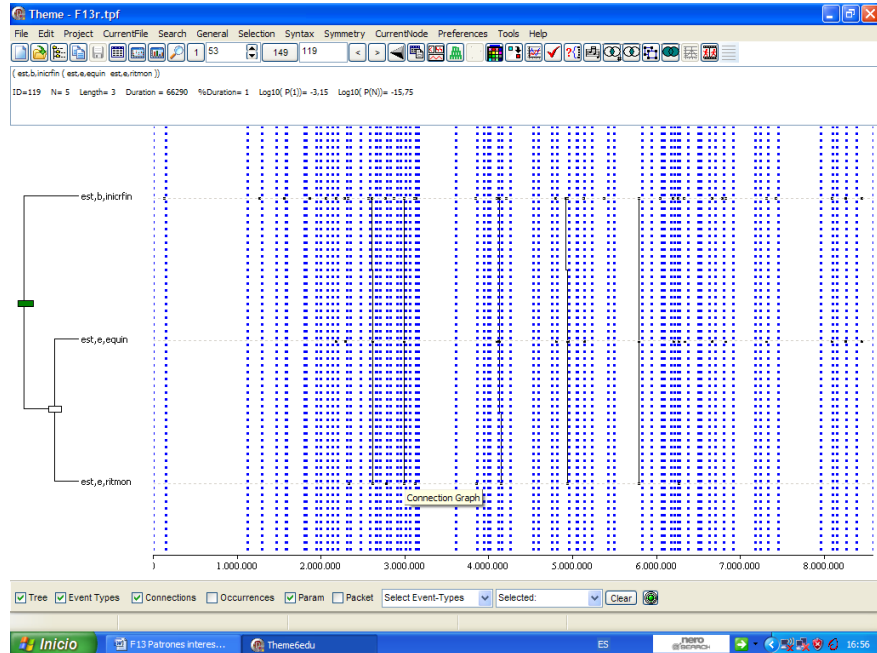 Theme - F13r.tpf
File Edit Project CurrentFile Search General Selection Syntax Symmetry CurrentNode Preferences Tools Help
1 53 149 119 < >
( est,b,inicrfin ( est,e,equin est,e,ritmon ))
ID=119 N= 5 Length= 3 Duration = 66290 %Duration= 1 Log10( P(1))= -3,15 Log10( P(N))= -15,75
est,b,inicrfin
est,e,equin
est,e,ritmon
Connection Graph
) 1.000.000 2.000.000 3.000.000 4.000.000 5.000.000 6.000.000 7.000.000 8.000.000
Tree Event Types Connections Occurrences Param Packet Select Event-Types Selected: Clear
Inicio F13 Patrones interes... Theme6edu ES nero SEARCH 16:56